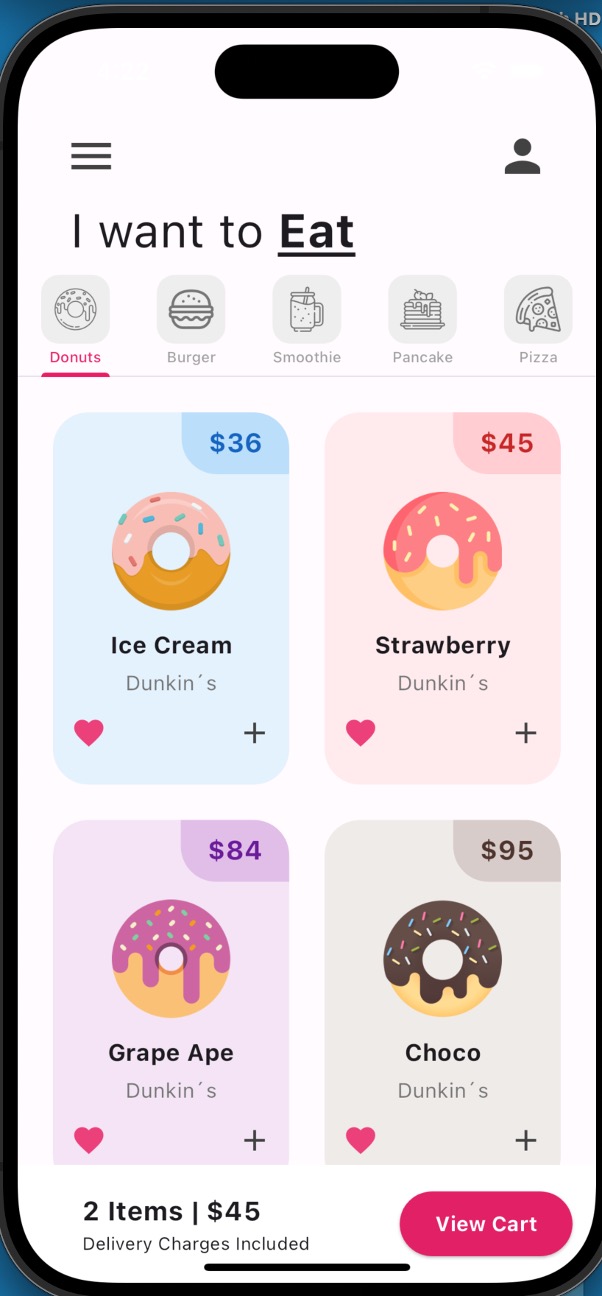 HD
I want to Eat
Donuts Burger Smoothie Pancake Pizza
$36 $45
Ice Cream Strawberry
Dunkin´s Dunkin´s
$84 $95
Grape Ape Choco
Dunkin´s Dunkin´s
2 Items | $45
Delivery Charges Included
View Cart